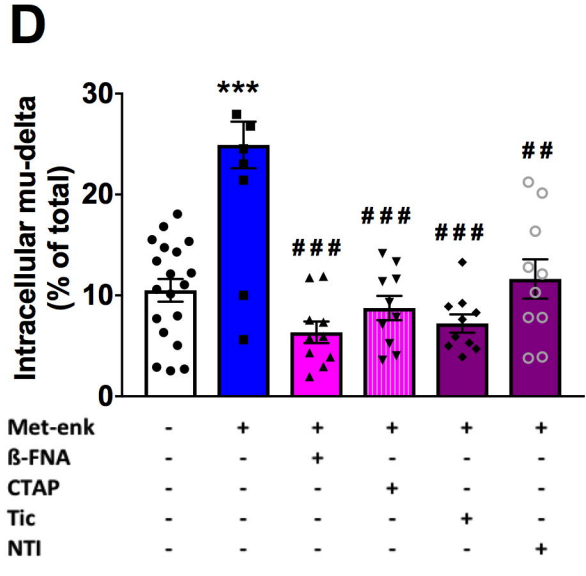 D
Intracellular mu-delta
(% of total)
30
20
10
0
***
###
###
###
##
Met-enk - + + + + +
ß-FNA - - + - - -
CTAP - - - + - -
Tic - - - - + -
NTI - - - - - +